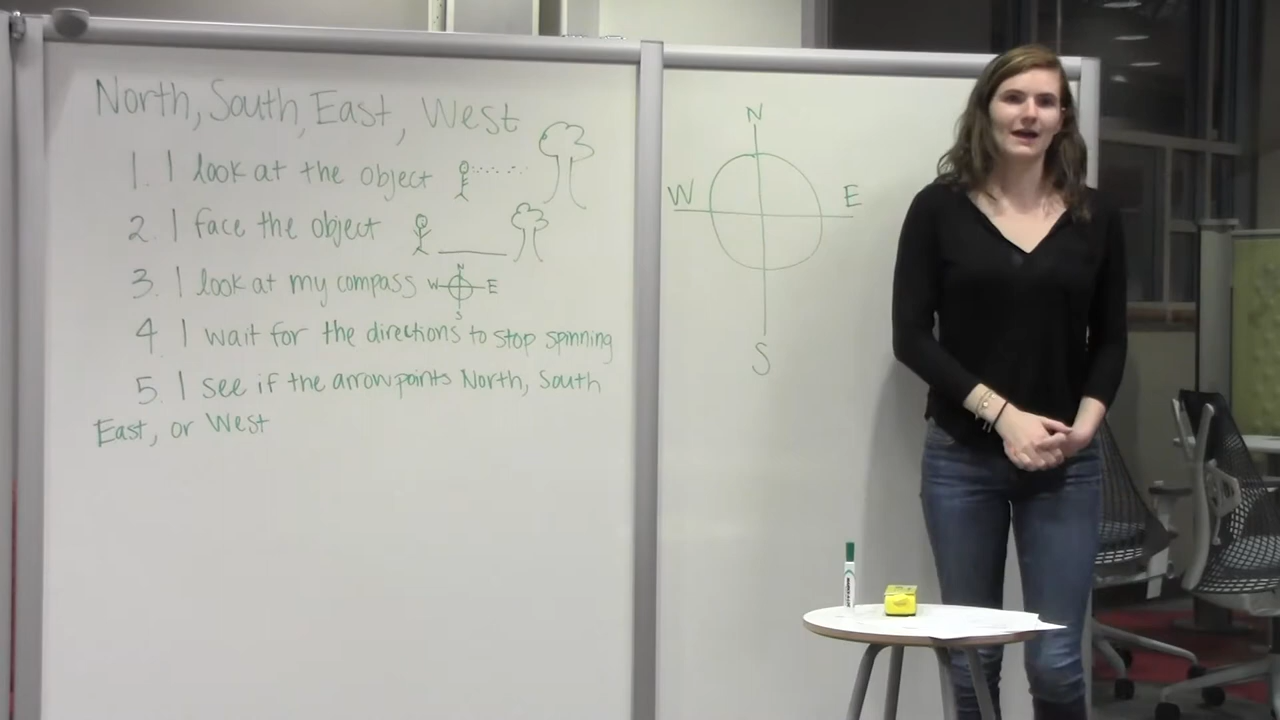 North, South, East, West
1. I look at the object
2. I face the object
3. I look at my compass
N
W E
S
4. I wait for the directions to stop spinning
5. I see if the arrow points North, South
East, or West
N
W E
S